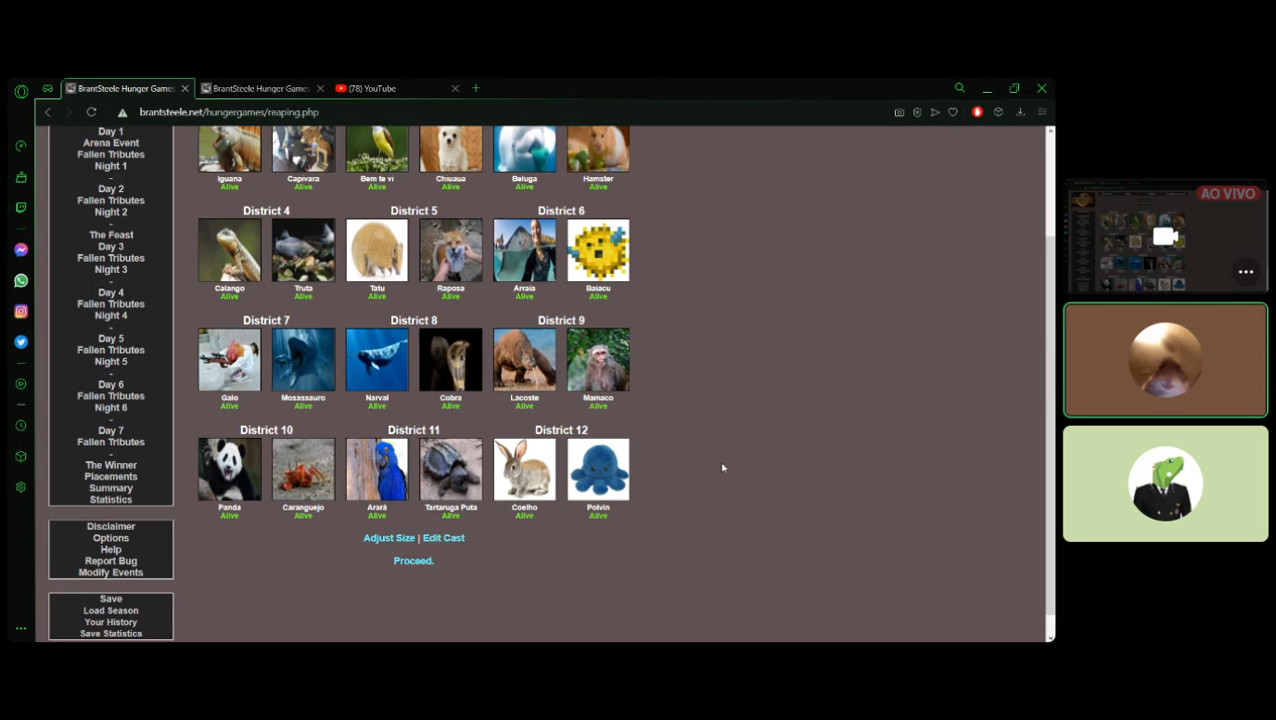 BrantSteele Hunger Games
BrantSteele Hunger Games
(78) YouTube
brantsteele.net/hungergames/reaping.php
AO VIVO
Day 1
Arena Event
Fallen Tributes
Night 1
-
Day 2
Fallen Tributes
Night 2
-
The Feast
Day 3
Fallen Tributes
Night 3
-
Day 4
Fallen Tributes
Night 4
-
Day 5
Fallen Tributes
Night 5
-
Day 6
Fallen Tributes
Night 6
-
Day 7
Fallen Tributes
-
The Winner
Placements
Summary
Statistics
Disclaimer
Options
Help
Report Bug
Modify Events
Save
Load Season
Your History
Save Statistics
Iguana Capivara Bem te vi Chiuaua Beluga Hamster
Alive Alive Alive Alive Alive Alive
District 4 District 5 District 6
Calango Truta Tatu Raposa Arraia Baiacu
Alive Alive Alive Alive Alive Alive
District 7 District 8 District 9
Galo Mosassauro Narval Cobra Lacoste Mamaco
Alive Alive Alive Alive Alive Alive
District 10 District 11 District 12
Panda Caranguejo Arará Tartaruga Puta Coelho Polvin
Alive Alive Alive Alive Alive Alive
Adjust Size | Edit Cast
Proceed.